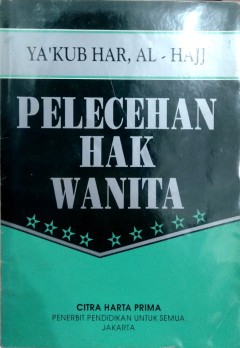 YA'KUB HAR, AL - HAJJ
PELECEHAN
HAK
WANITA
CITRA HARTA PRIMA
PENERBIT PENDIDIKAN UNTUK SEMUA
JAKARTA